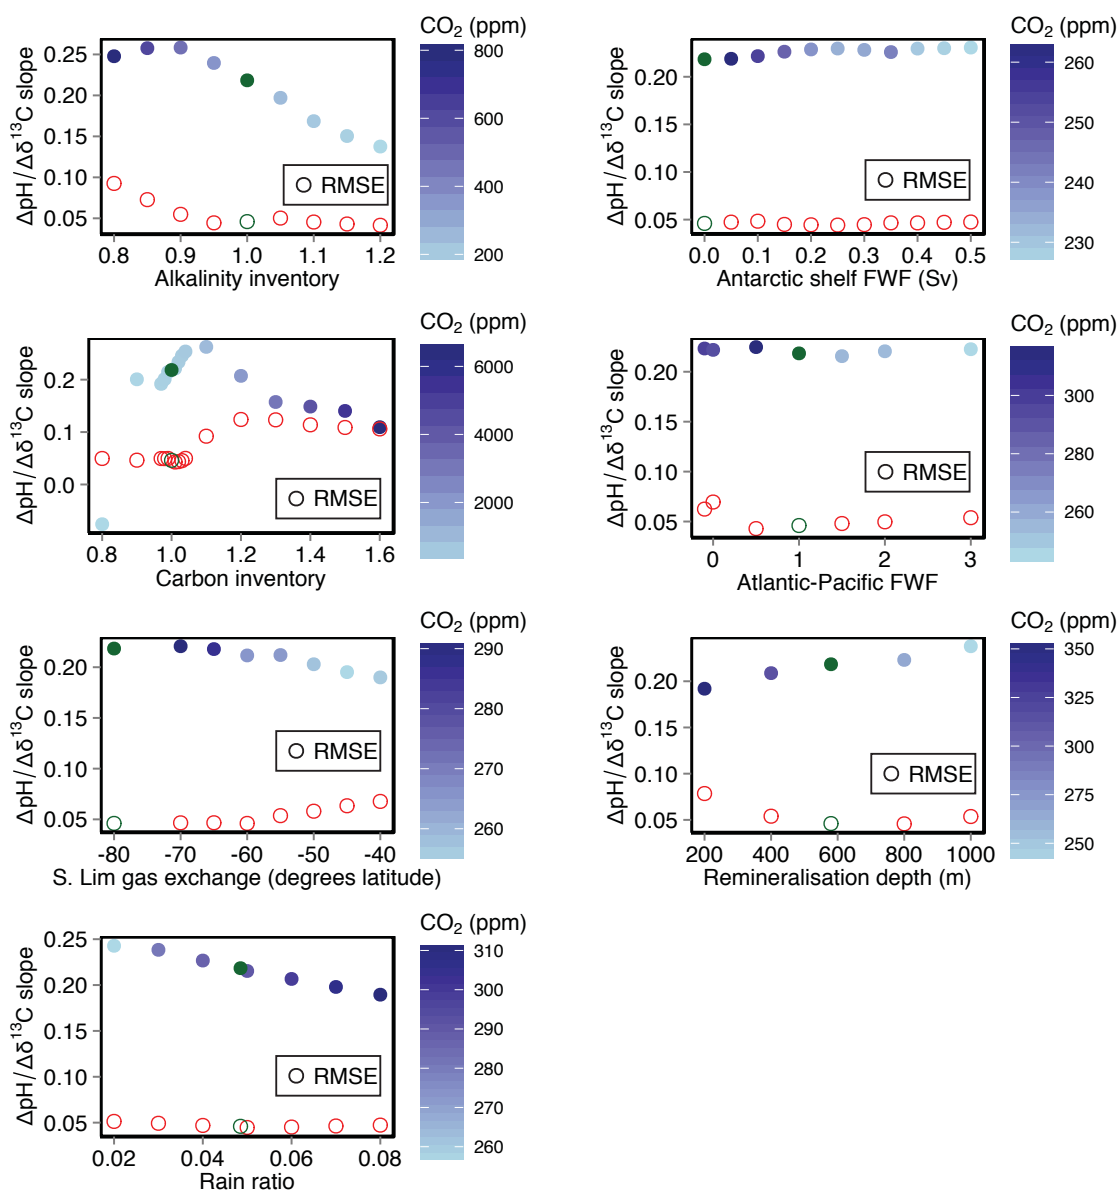 CO₂ (ppm)
ΔpH/Δδ¹³C slope
0.25
0.20
0.15
0.10
0.05
RMSE
0.8 0.9 1.0 1.1 1.2
Alkalinity inventory
800
600
400
200
CO₂ (ppm)
ΔpH/Δδ¹³C slope
0.20
0.15
0.10
0.05
RMSE
0.0 0.1 0.2 0.3 0.4 0.5
Antarctic shelf FWF (Sv)
260
250
240
230
CO₂ (ppm)
ΔpH/Δδ¹³C slope
0.2
0.1
0.0
RMSE
0.8 1.0 1.2 1.4 1.6
Carbon inventory
6000
4000
2000
CO₂ (ppm)
ΔpH/Δδ¹³C slope
0.20
0.15
0.10
0.05
RMSE
0 1 2 3
Atlantic-Pacific FWF
300
280
260
CO₂ (ppm)
ΔpH/Δδ¹³C slope
0.20
0.15
0.10
0.05
RMSE
-80 -70 -60 -50 -40
S. Lim gas exchange (degrees latitude)
290
280
270
260
CO₂ (ppm)
ΔpH/Δδ¹³C slope
0.20
0.15
0.10
0.05
RMSE
200 400 600 800 1000
Remineralisation depth (m)
350
325
300
275
250
CO₂ (ppm)
ΔpH/Δδ¹³C slope
0.25
0.20
0.15
0.10
0.05
RMSE
0.02 0.04 0.06 0.08
Rain ratio
310
300
290
280
270
260